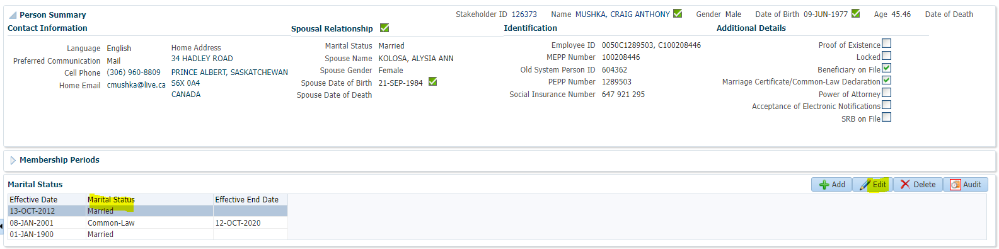 Person Summary
Stakeholder ID 126373 Name MUSHKA, CRAIG ANTHONY Gender Male Date of Birth 09-JUN-1977 Age 45.46 Date of Death
Contact Information
Language English
Preferred Communication Mail
Cell Phone (306) 960-8809
Home Email cmushka@live.ca
Home Address
34 HADLEY ROAD
PRINCE ALBERT, SASKATCHEWAN
S6X 0A4
CANADA
Spousal Relationship
Marital Status Married
Spouse Name KOLOSA, ALYSIA ANN
Spouse Gender Female
Spouse Date of Birth 21-SEP-1984
Spouse Date of Death
Identification
Employee ID 0050C1289503, C100208446
MEPP Number 100208446
Old System Person ID 604362
PEPP Number 1289503
Social Insurance Number 647 921 295
Additional Details
Proof of Existence
Locked
Beneficiary on File
Marriage Certificate/Common-Law Declaration
Power of Attorney
Acceptance of Electronic Notifications
SRB on File
Membership Periods
Marital Status
Add Edit Delete Audit
Effective Date Marital Status Effective End Date
13-OCT-2012 Married
08-JAN-2001 Common-Law 12-OCT-2020
01-JAN-1900 Married